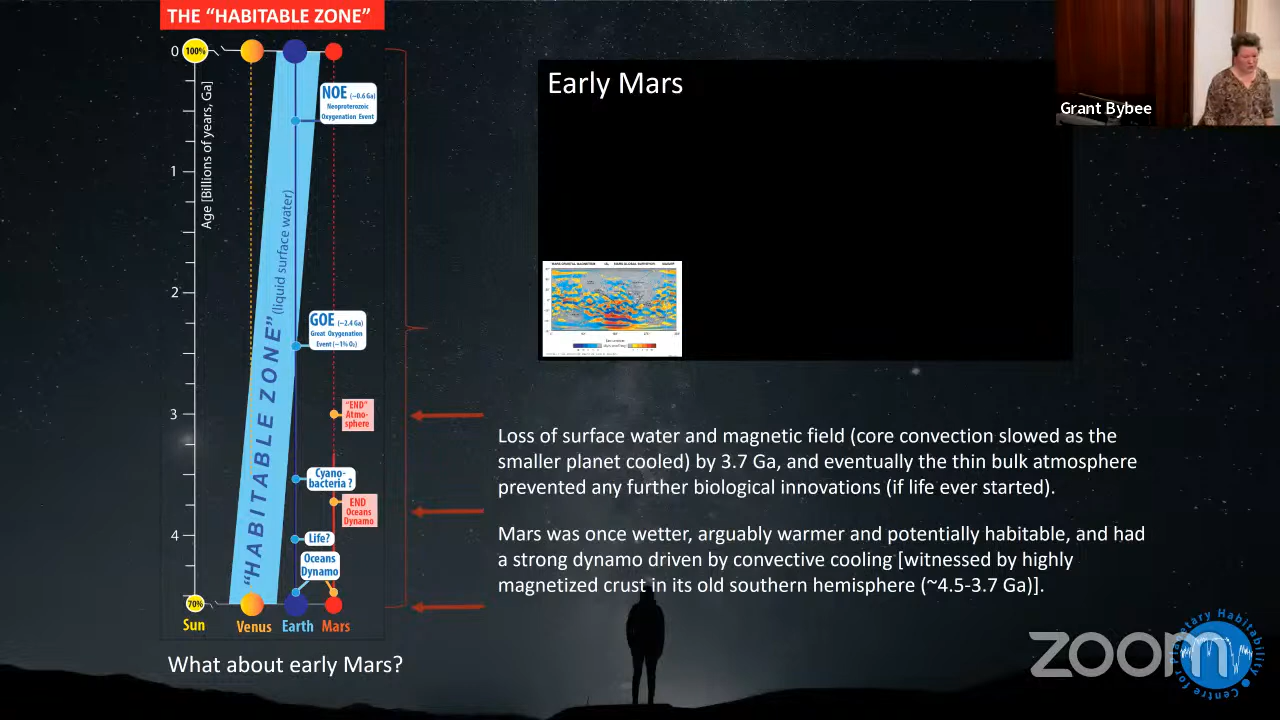 THE “HABITABLE ZONE”
0
100%
Age [Billions of years, Ga]
NOE (~0.6 Ga)
Neoproterozoic
Oxygenation Event
1
2
"HABITABLE ZONE" (liquid surface water)
GOE (~2.4 Ga)
Great Oxygenation
Event (~1% O₂)
3
"END"
Atmo-
sphere
Cyano-
bacteria ?
END
Oceans
Dynamo
4
Life?
Oceans
Dynamo
70%
Sun
Venus
Earth
Mars
What about early Mars?
Early Mars
Grant Bybee
Loss of surface water and magnetic field (core convection slowed as the
smaller planet cooled) by 3.7 Ga, and eventually the thin bulk atmosphere
prevented any further biological innovations (if life ever started).
Mars was once wetter, arguably warmer and potentially habitable, and had
a strong dynamo driven by convective cooling [witnessed by highly
magnetized crust in its old southern hemisphere (~4.5-3.7 Ga)].
zoom
Centre for Planetary Habitability